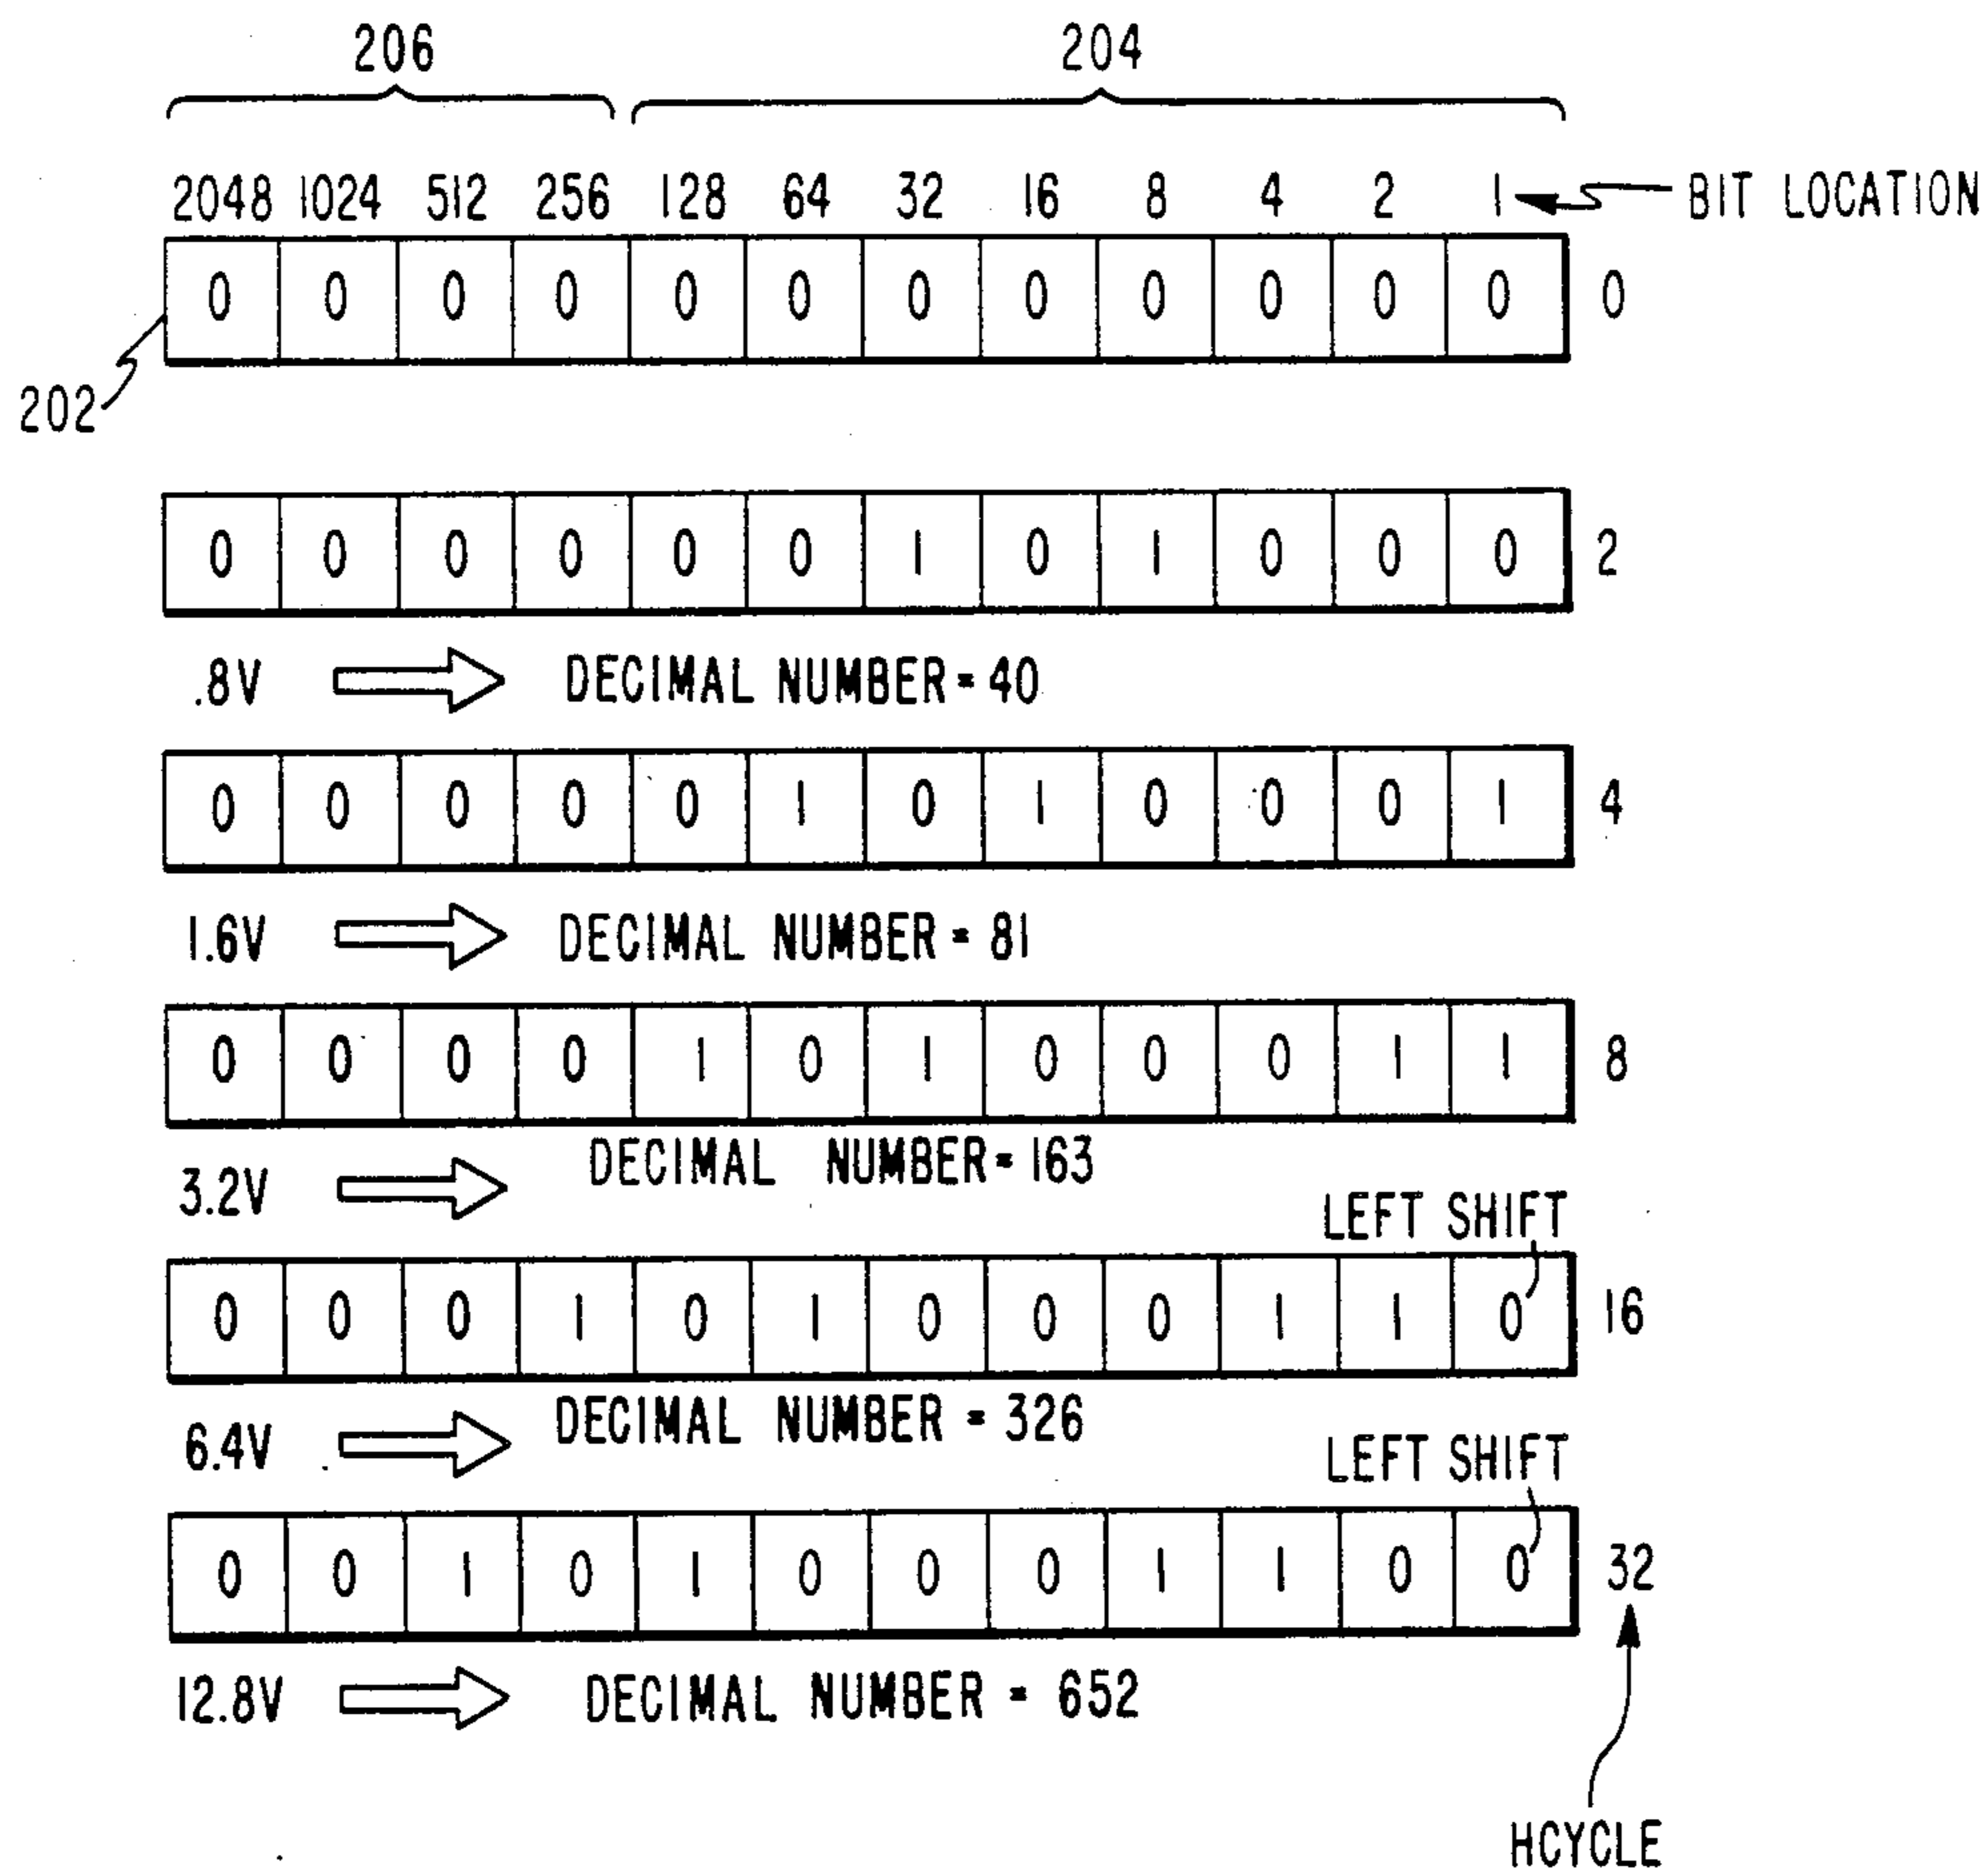 206 204
2048 1024 512 256 128 64 32 16 8 4 2 1 BIT LOCATION
0 0 0 0 0 0 0 0 0 0 0 0 0
202
0 0 0 0 0 0 1 0 1 0 0 0 2
.8V DECIMAL NUMBER = 40
0 0 0 0 0 1 0 1 0 0 0 1 4
1.6V DECIMAL NUMBER = 81
0 0 0 0 1 0 1 0 0 0 1 1 8
3.2V DECIMAL NUMBER = 163
LEFT SHIFT
0 0 0 1 0 1 0 0 0 1 1 0 16
6.4V DECIMAL NUMBER = 326
LEFT SHIFT
0 0 1 0 1 0 0 0 1 1 0 0 32
12.8V DECIMAL NUMBER = 652
HCYCLE